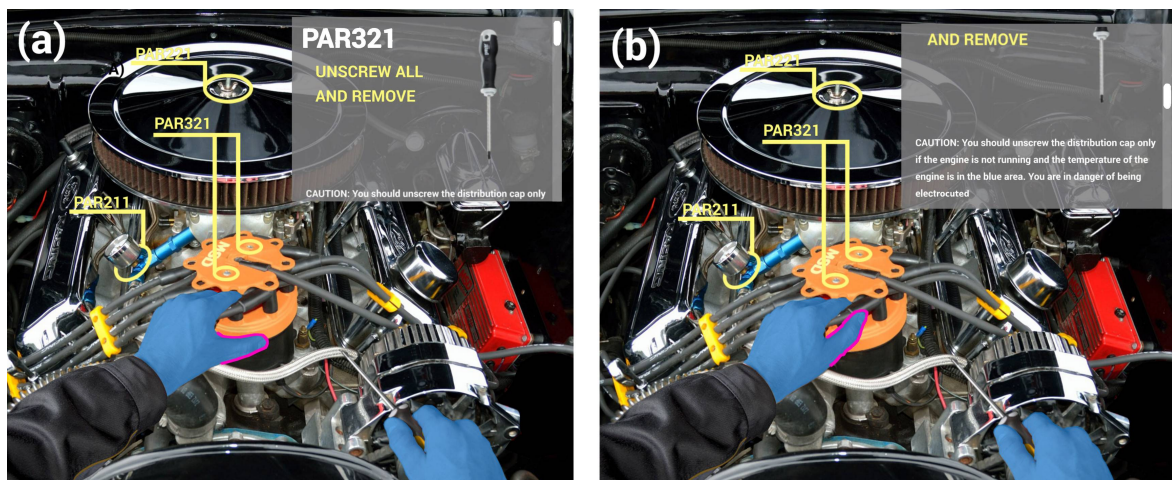 (a)
PAR321
UNSCREW ALL
AND REMOVE
CAUTION: You should unscrew the distribution cap only
PAR221
A)
PAR321
PAR211
MSD
(b)
AND REMOVE
CAUTION: You should unscrew the distribution cap only
if the engine is not running and the temperature of the
engine is in the blue area. You are in danger of being
electrocuted
PAR221
PAR321
PAR211
MSD